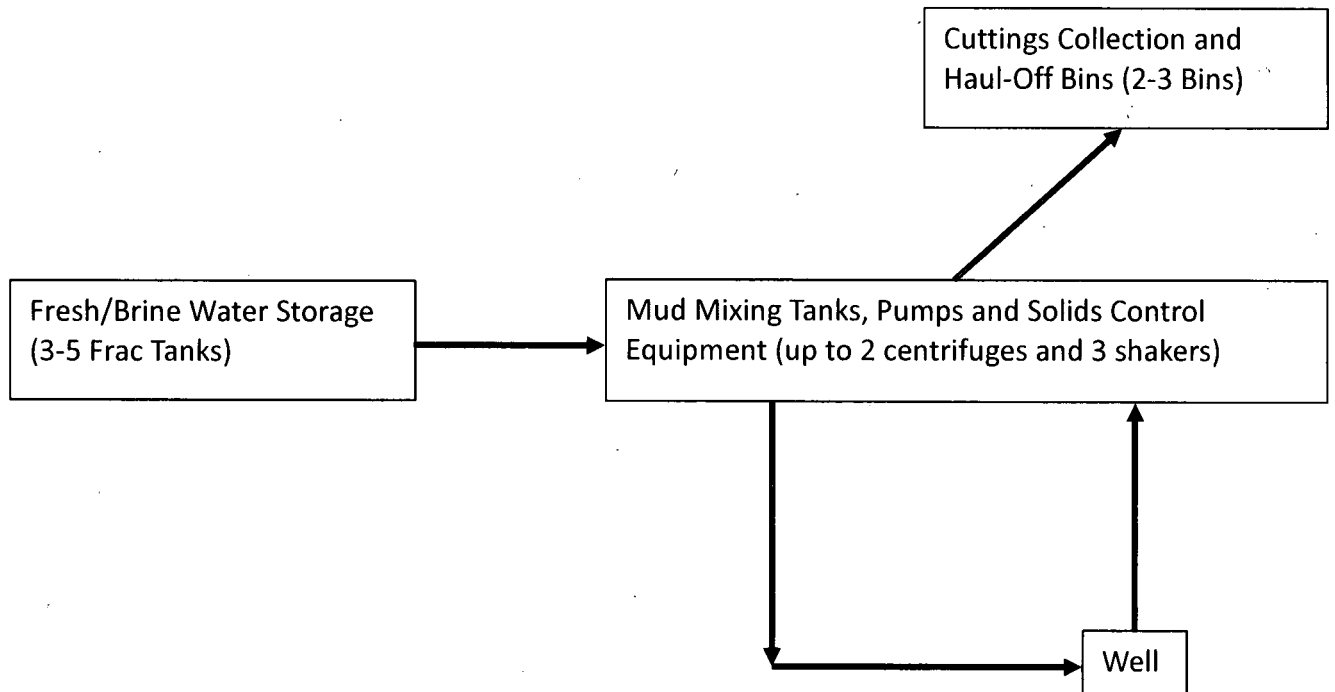 Cuttings Collection and
Haul-Off Bins (2-3 Bins)
Fresh/Brine Water Storage
(3-5 Frac Tanks)
Mud Mixing Tanks, Pumps and Solids Control
Equipment (up to 2 centrifuges and 3 shakers)
Well